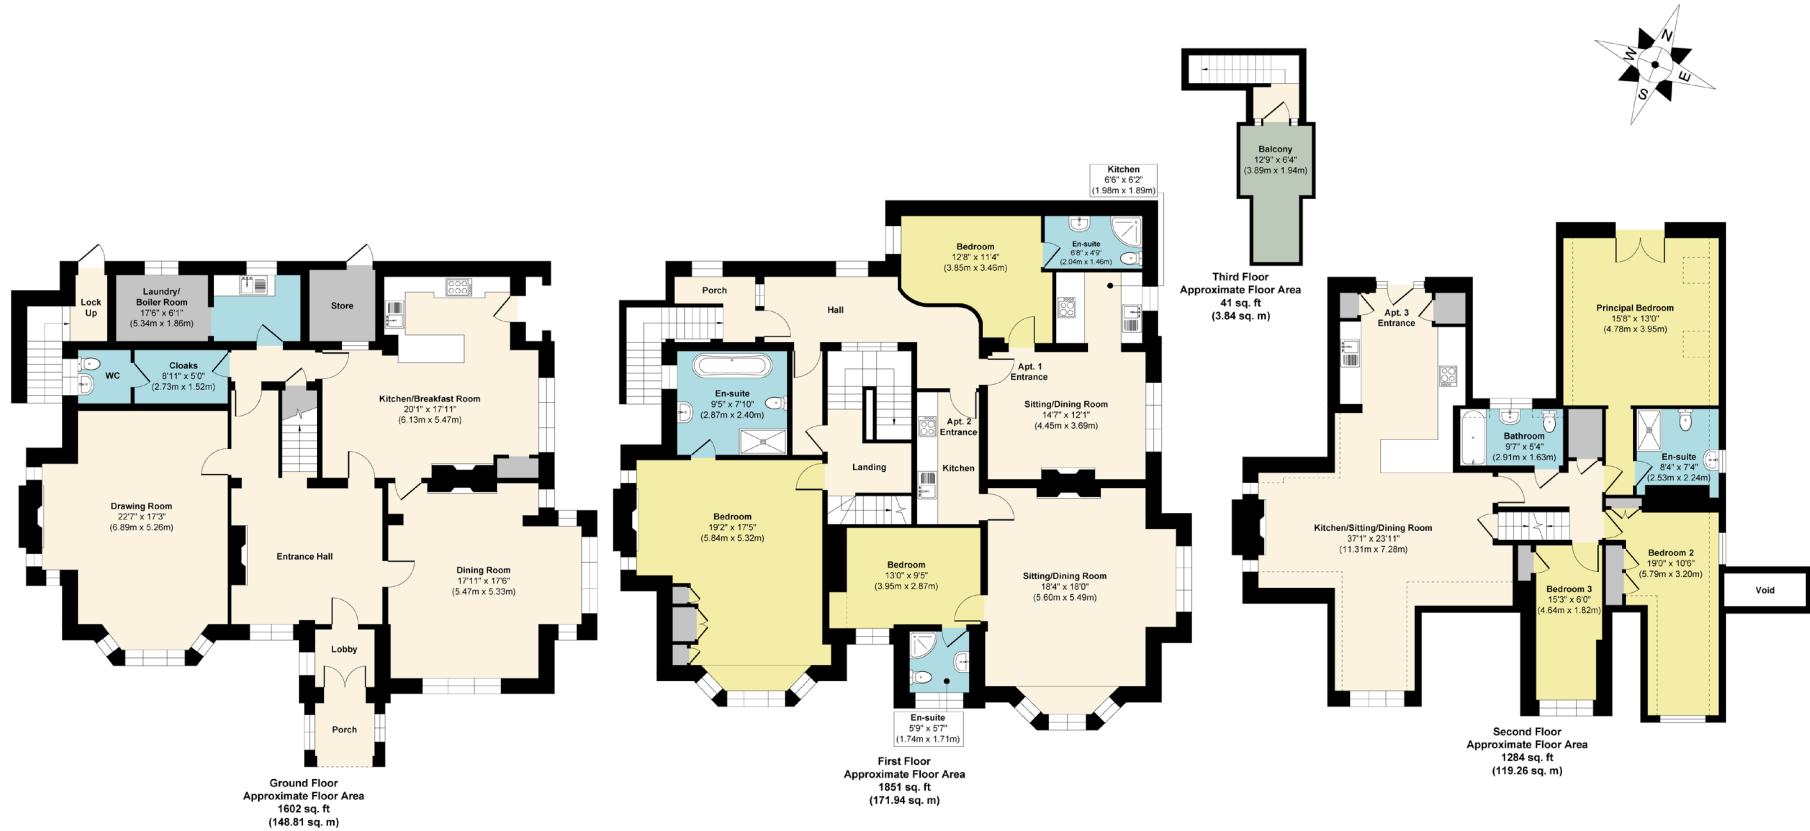 N
W
E
S
Lock
Up
Laundry/
Boiler Room
17'6" x 6'1"
(5.34m x 1.86m)
Store
WC
Cloaks
8'11" x 5'0"
(2.73m x 1.52m)
Kitchen/Breakfast Room
20'1" x 17'11"
(6.13m x 5.47m)
Drawing Room
22'7" x 17'3"
(6.89m x 5.26m)
Entrance Hall
Dining Room
17'11" x 17'6"
(5.47m x 5.33m)
Lobby
Porch
Ground Floor
Approximate Floor Area
1602 sq. ft
(148.81 sq. m)
Kitchen
6'6" x 6'2"
(1.98m x 1.89m)
Bedroom
12'8" x 11'4"
(3.85m x 3.46m)
En-suite
6'8" x 4'9"
(2.04m x 1.46m)
Porch
Hall
En-suite
9'5" x 7'10"
(2.87m x 2.40m)
Apt. 1
Entrance
Sitting/Dining Room
14'7" x 12'1"
(4.45m x 3.69m)
Apt. 2
Entrance
Kitchen
Landing
Bedroom
19'2" x 17'5"
(5.84m x 5.32m)
Bedroom
13'0" x 9'5"
(3.95m x 2.87m)
Sitting/Dining Room
18'4" x 18'0"
(5.60m x 5.49m)
En-suite
5'9" x 5'7"
(1.74m x 1.71m)
First Floor
Approximate Floor Area
1851 sq. ft
(171.94 sq. m)
Balcony
12'9" x 6'4"
(3.89m x 1.94m)
Third Floor
Approximate Floor Area
41 sq. ft
(3.84 sq. m)
Apt. 3
Entrance
Principal Bedroom
15'8" x 13'0"
(4.78m x 3.95m)
Bathroom
9'7" x 5'4"
(2.91m x 1.63m)
En-suite
8'4" x 7'4"
(2.53m x 2.24m)
Kitchen/Sitting/Dining Room
37'1" x 23'11"
(11.31m x 7.28m)
Bedroom 2
19'0" x 10'6"
(5.79m x 3.20m)
Bedroom 3
15'3" x 6'0"
(4.64m x 1.82m)
Void
Second Floor
Approximate Floor Area
1284 sq. ft
(119.26 sq. m)